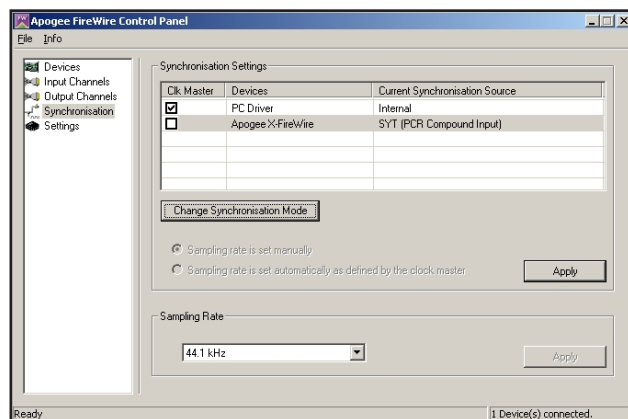 Apogee FireWire Control Panel
File Info
Devices
Input Channels
Output Channels
Synchronisation
Settings
Synchronisation Settings
Clk Master Devices Current Synchronisation Source
PC Driver Internal
Apogee X-FireWire SYT (PCR Compound Input)
Change Synchronisation Mode
Sampling rate is set manually
Sampling rate is set automatically as defined by the clock master
Apply
Sampling Rate
44.1 kHz
Apply
Ready 1 Device(s) connected.